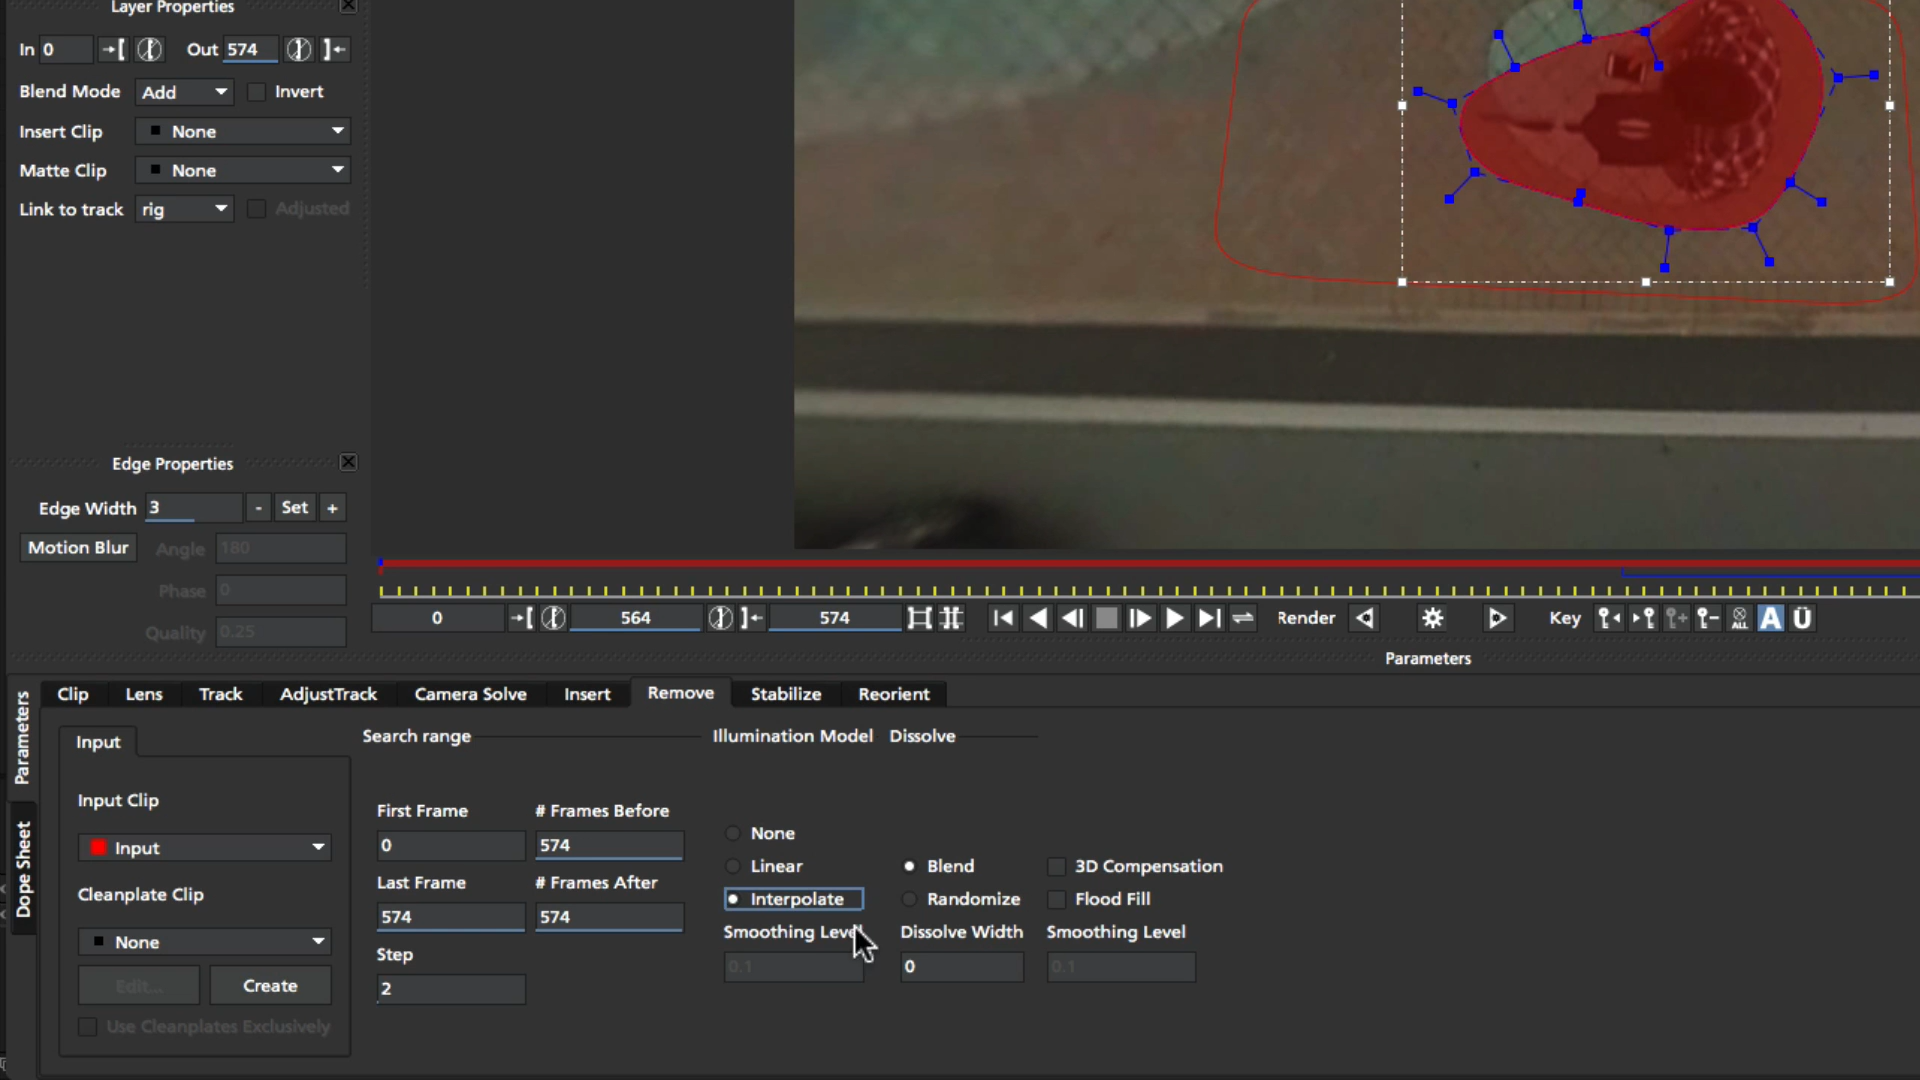 Layer Properties
In 0 Out 574
Blend Mode Add Invert
Insert Clip None
Matte Clip None
Link to track rig Adjusted
Edge Properties
Edge Width 3 - Set +
Motion Blur Angle 180
Phase 0
Quality 0.25
0 564 574 Render Key ALL A Ü
Parameters
Parameters
Dope Sheet
Clip Lens Track AdjustTrack Camera Solve Insert Remove Stabilize Reorient
Input
Input Clip
Input
Cleanplate Clip
None
Edit... Create
Use Cleanplates Exclusively
Search range
First Frame # Frames Before
0 574
Last Frame # Frames After
574 574
Step
2
Illumination Model
None
Linear
Interpolate
Smoothing Level
0.1
Dissolve
Blend 3D Compensation
Randomize Flood Fill
Dissolve Width Smoothing Level
0 0.1